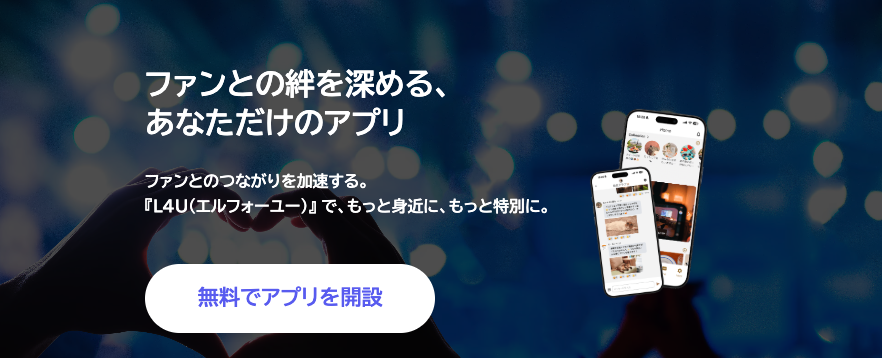 ファンとの絆を深める、
あなただけのアプリ
ファンとのつながりを加速する。
『L4U(エルフォーユー)』で、もっと身近に、もっと特別に。
無料でアプリを開設